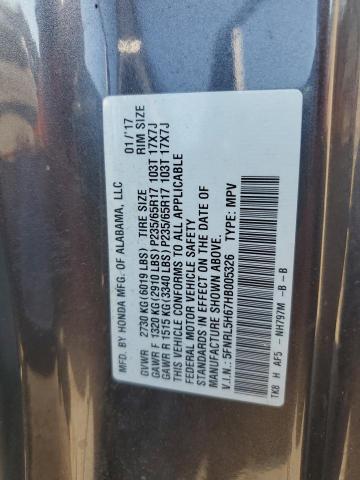 MFD. BY HONDA MFG. OF ALABAMA, LLC 01/'17
GVWR 2730 KG(6019 LBS) TIRE SIZE RIM SIZE
GAWR F 1320 KG(2910 LBS) P235/65R17 103T 17X7J
GAWR R 1515 KG(3340 LBS) P235/65R17 103T 17X7J
THIS VEHICLE CONFORMS TO ALL APPLICABLE
FEDERAL MOTOR VEHICLE SAFETY
STANDARDS IN EFFECT ON THE DATE OF
MANUFACTURE SHOWN ABOVE.
V.I.N.:5FNRL5H67HB005326 TYPE: MPV
TK8 H AF5 -NH797M -B -B